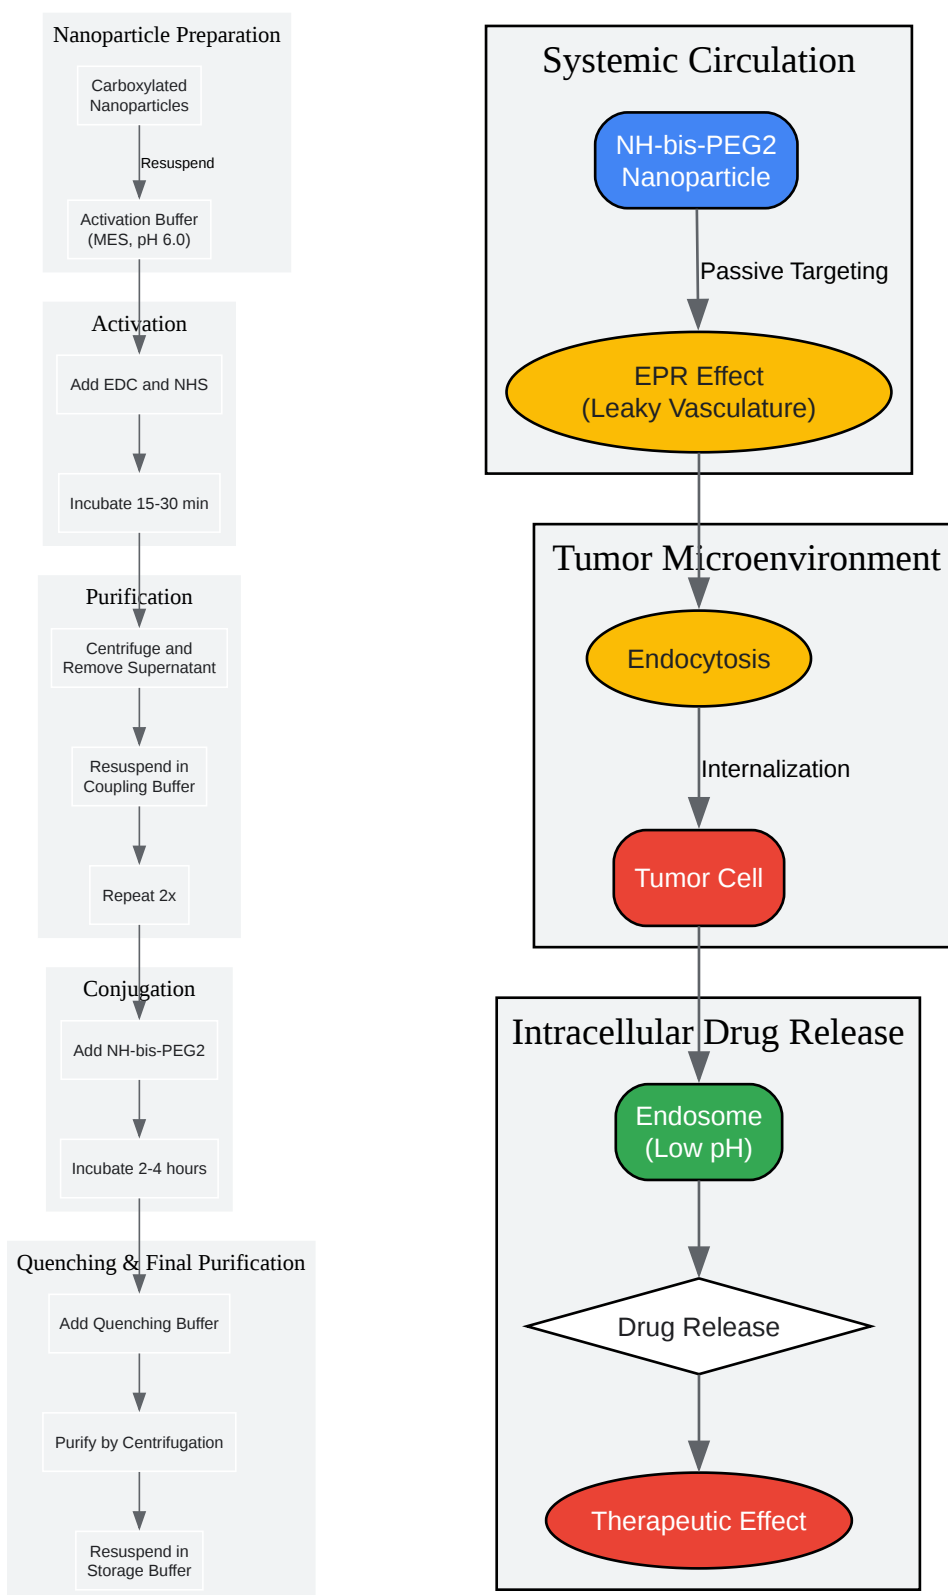 Nanoparticle Preparation
Carboxylated
Nanoparticles
Resuspend
Activation Buffer
(MES, pH 6.0)
Activation
Add EDC and NHS
Incubate 15-30 min
Purification
Centrifuge and
Remove Supernatant
Resuspend in
Coupling Buffer
Repeat 2x
Conjugation
Add NH-bis-PEG2
Incubate 2-4 hours
Quenching & Final Purification
Add Quenching Buffer
Purify by Centrifugation
Resuspend in
Storage Buffer
Systemic Circulation
NH-bis-PEG2
Nanoparticle
Passive Targeting
EPR Effect
(Leaky Vasculature)
Tumor Microenvironment
Endocytosis
Internalization
Tumor Cell
Intracellular Drug Release
Endosome
(Low pH)
Drug Release
Therapeutic Effect